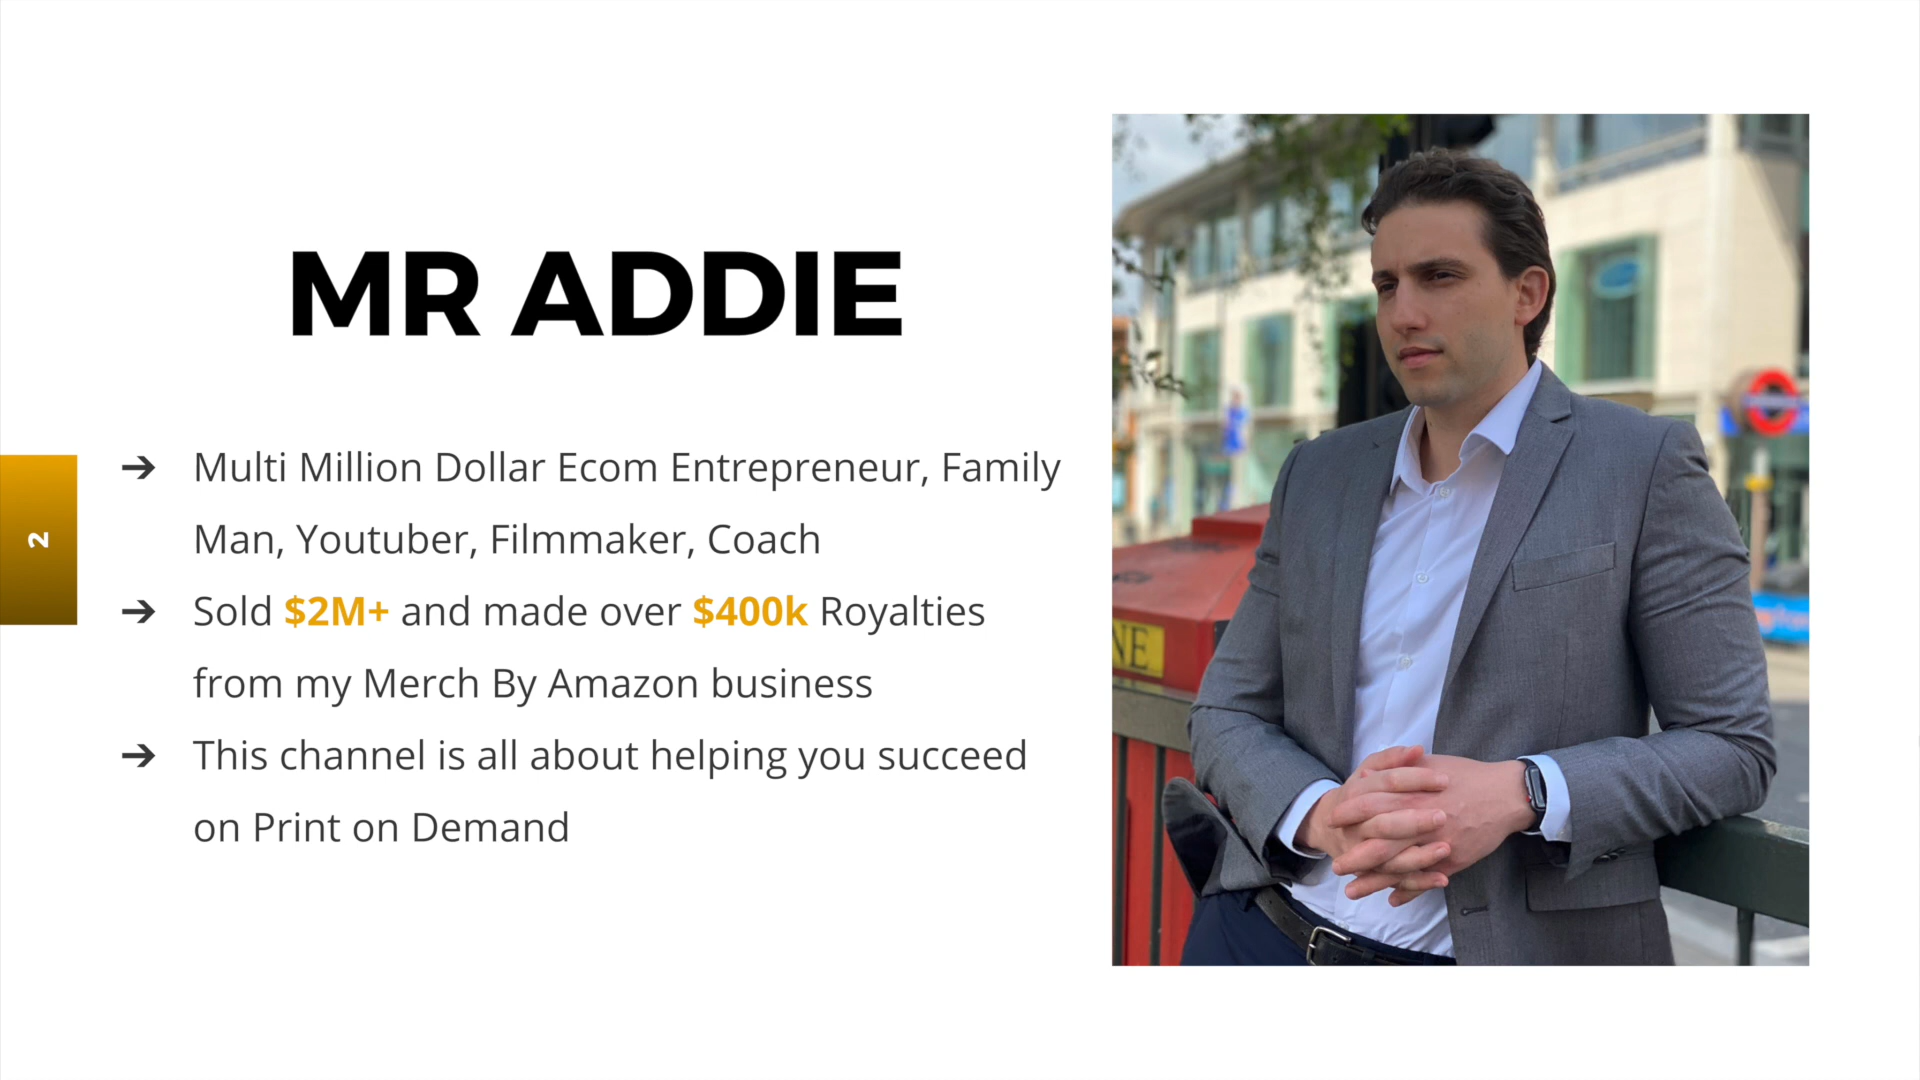 MR ADDIE
➔ Multi Million Dollar Ecom Entrepreneur, Family
Man, Youtuber, Filmmaker, Coach
➔ Sold $2M+ and made over $400k Royalties
from my Merch By Amazon business
➔ This channel is all about helping you succeed
on Print on Demand
2
NE